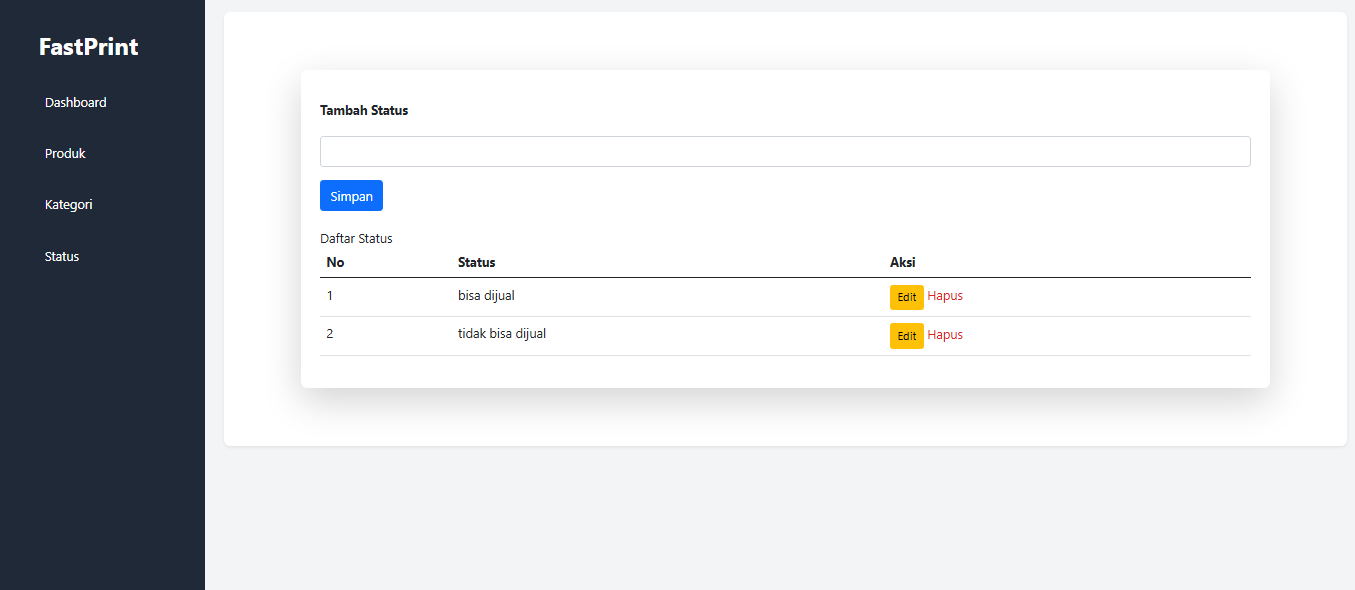 FastPrint
Dashboard
Produk
Kategori
Status
Tambah Status
Simpan
Daftar Status
No Status Aksi
1 bisa dijual Edit Hapus
2 tidak bisa dijual Edit Hapus